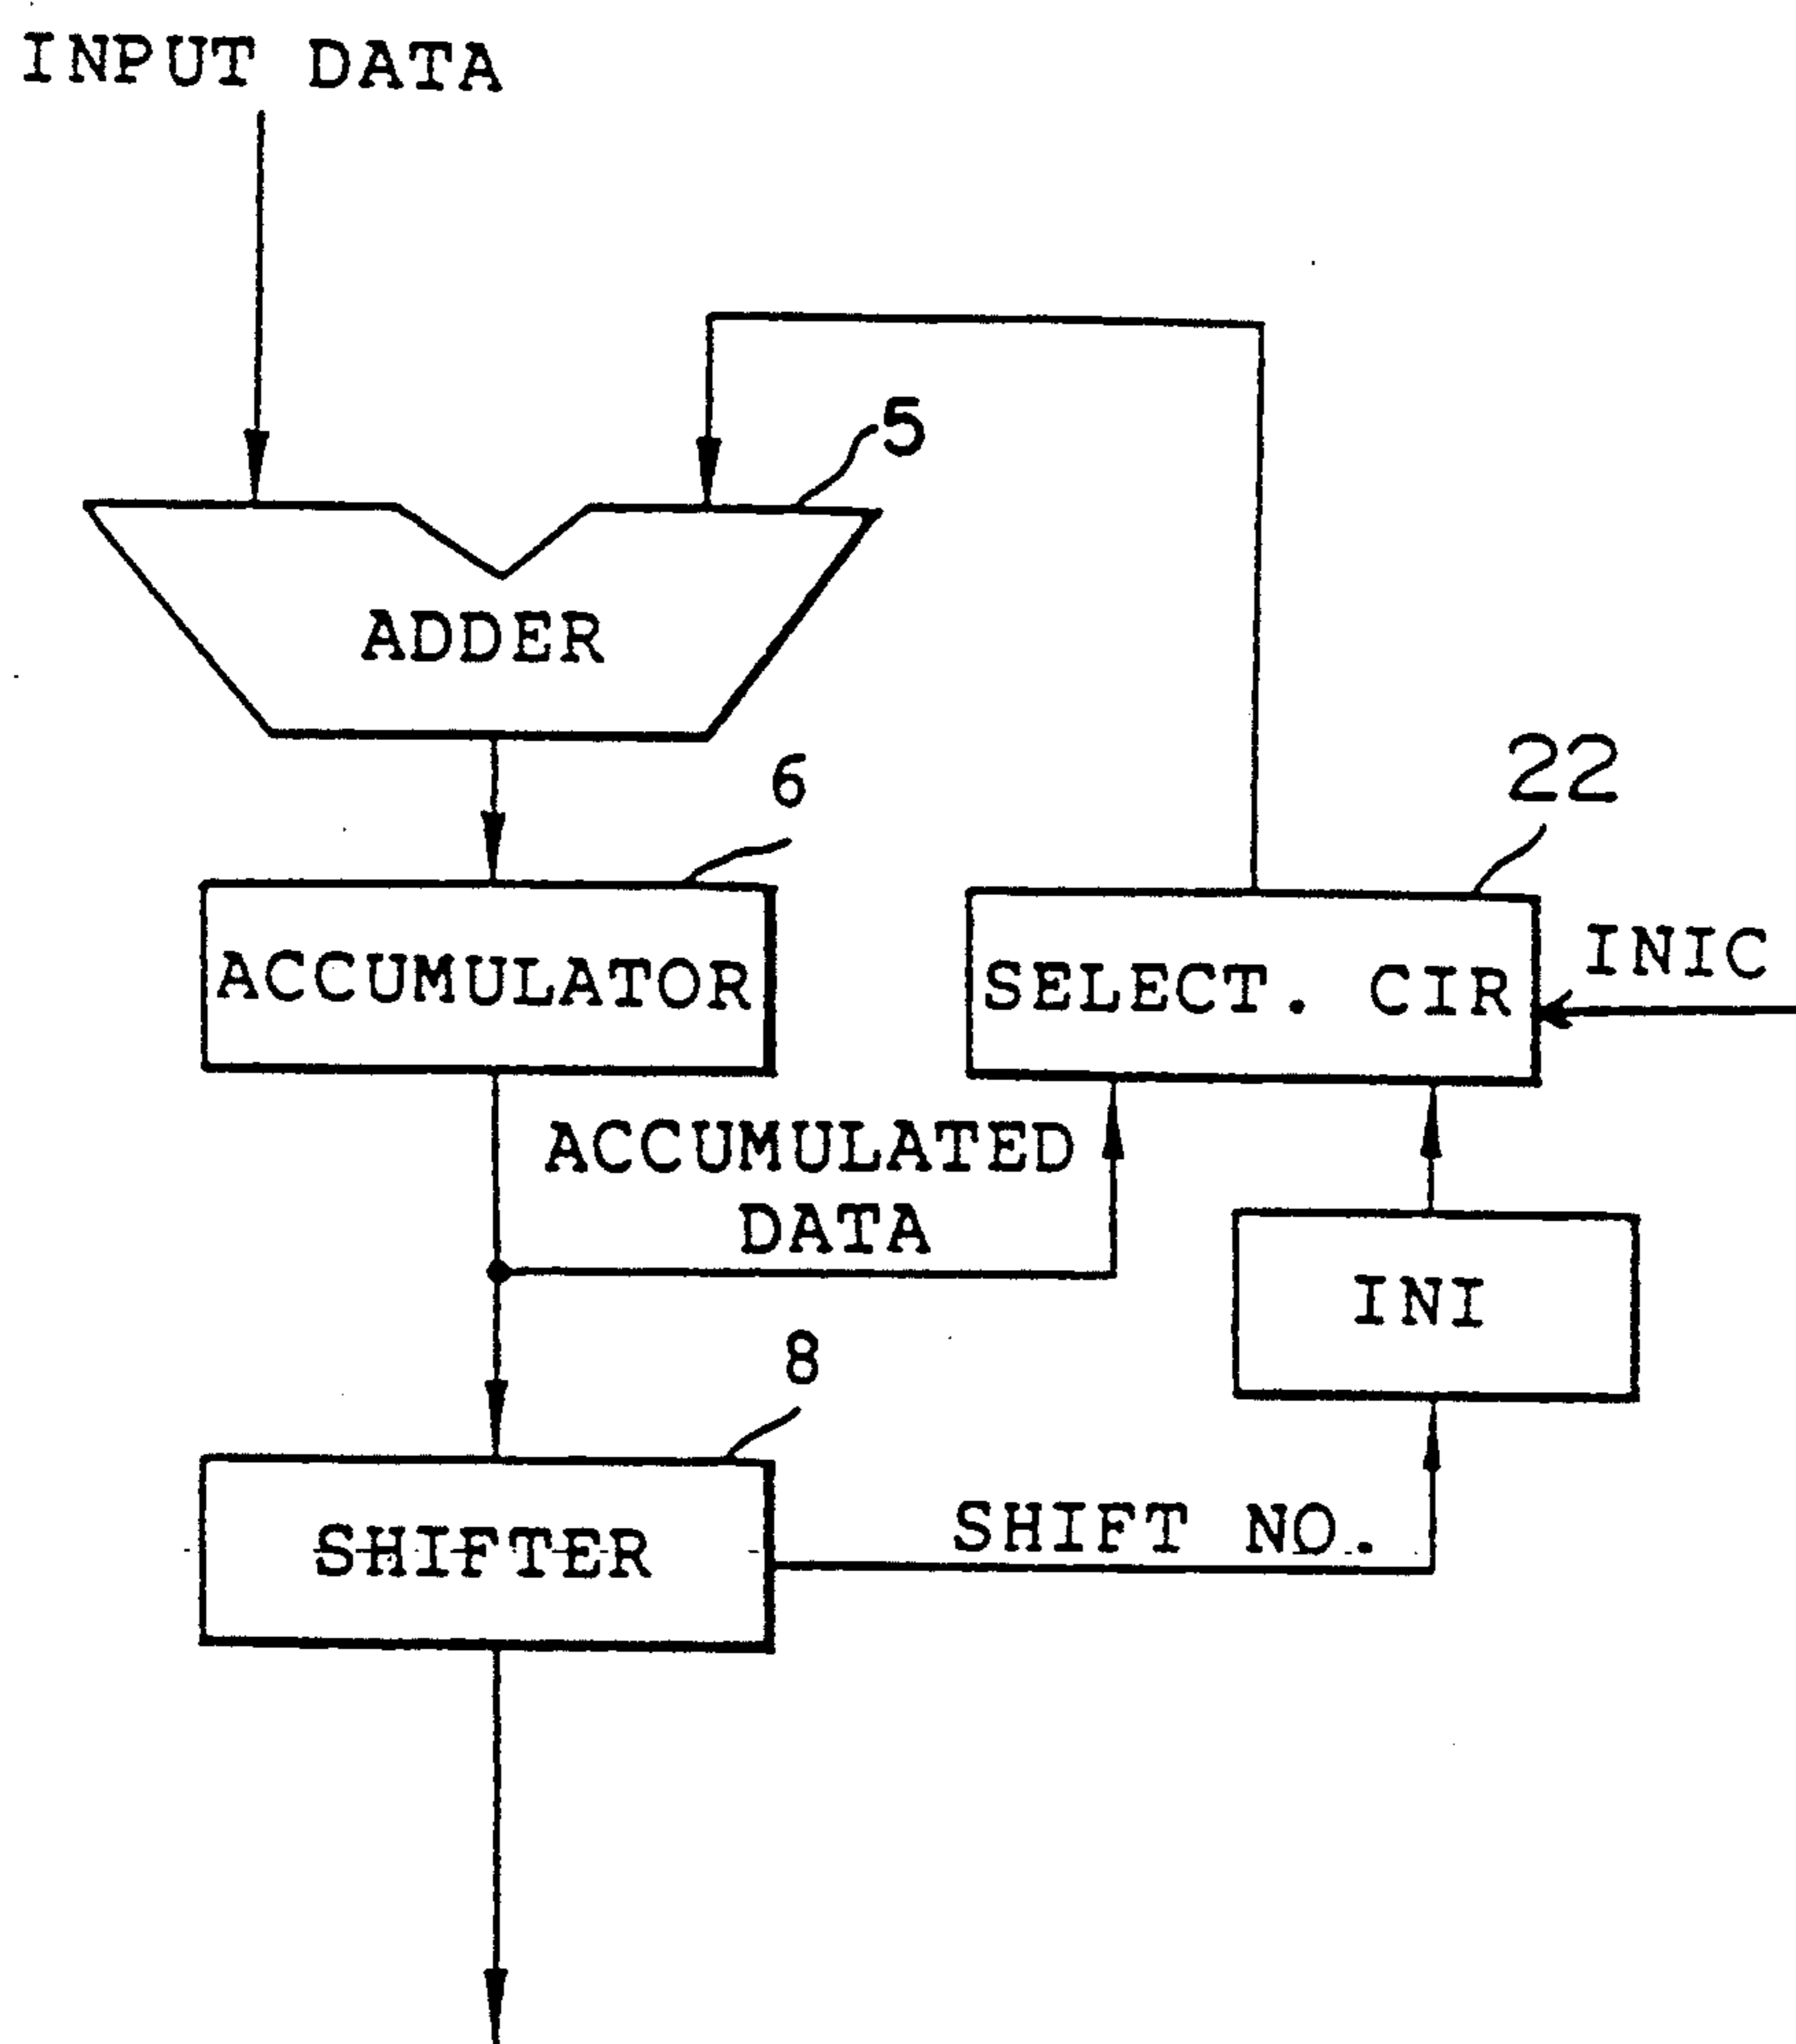 INPUT DATA
5
ADDER
6
22
ACCUMULATOR
SELECT. CIR
INIC
ACCUMULATED
DATA
INI
8
SHIFTER
SHIFT NO.